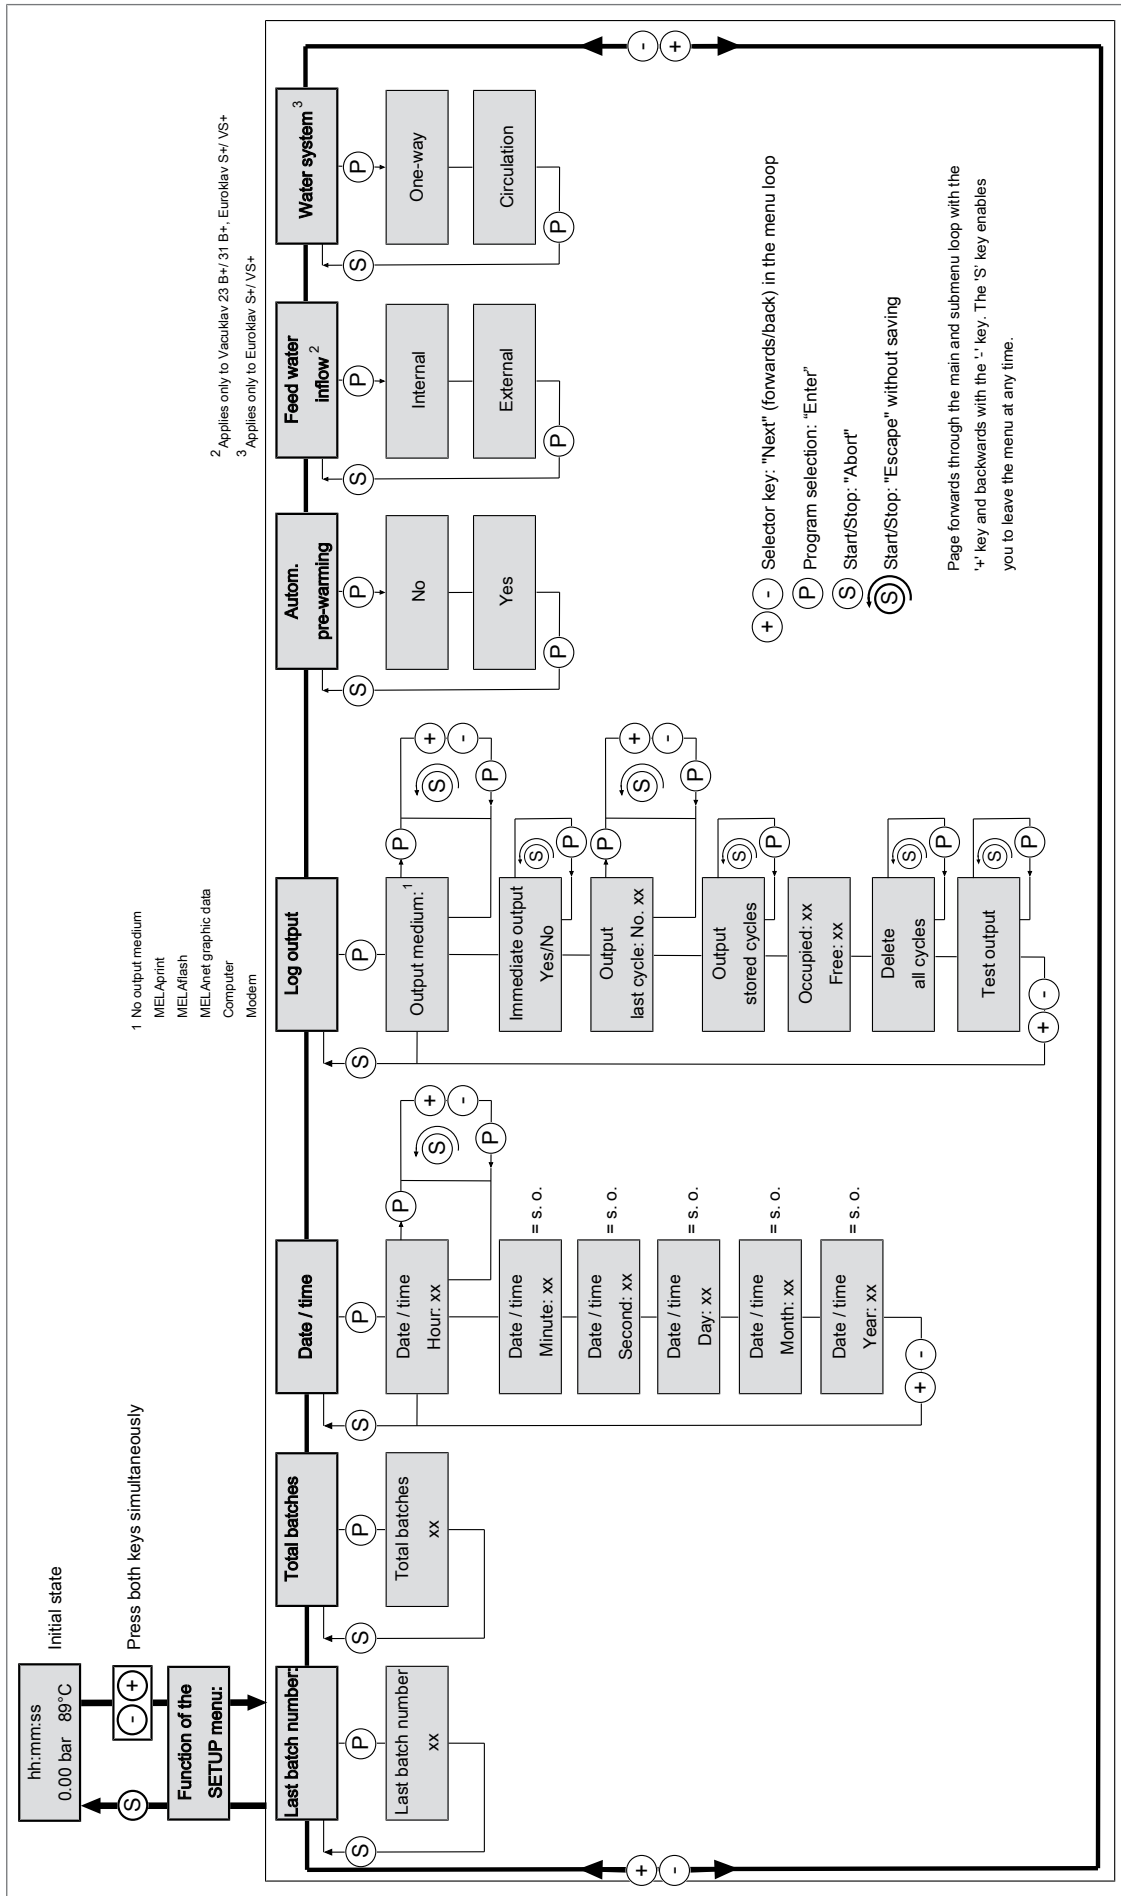 hh:mm:ss
0.00 bar 89°C
Initial state
S
- +
Press both keys simultaneously
Function of the
SETUP menu:
1 No output medium
MELAprint
MELAflash
MELAnet graphic data
Computer
Modem
2 Applies only to Vacuklav 23 B+/ 31 B+, Euroklav S+/ VS+
3 Applies only to Euroklav S+/ VS+
Last batch number:
P
Last batch number
xx
S
Total batches
P
Total batches
xx
S
Date / time
P
S
Date / time
Hour: xx
P
+
-
S
P
Date / time
Minute: xx
= s. o.
Date / time
Second: xx
= s. o.
Date / time
Day: xx
= s. o.
Date / time
Month: xx
= s. o.
Date / time
Year: xx
= s. o.
+ -
Log output
P
S
Output medium: 1
P
+
-
S
P
Immediate output
Yes/No
S
P
Output
last cycle: No. xx
P
+
-
S
P
Output
stored cycles
S
P
Occupied: xx
Free: xx
Delete
all cycles
S
P
Test output
S
P
+ -
Autom.
pre-warming
P
S
No
Yes
P
Feed water
inflow 2
P
S
Internal
External
P
Water system 3
P
S
One-way
Circulation
P
+ -
- +
+ - Selector key: "Next" (forwards/back) in the menu loop
P Program selection: “Enter”
S Start/Stop: "Abort"
S Start/Stop: "Escape" without saving
Page forwards through the main and submenu loop with the
'+' key and backwards with the '-' key. The 'S' key enables
you to leave the menu at any time.